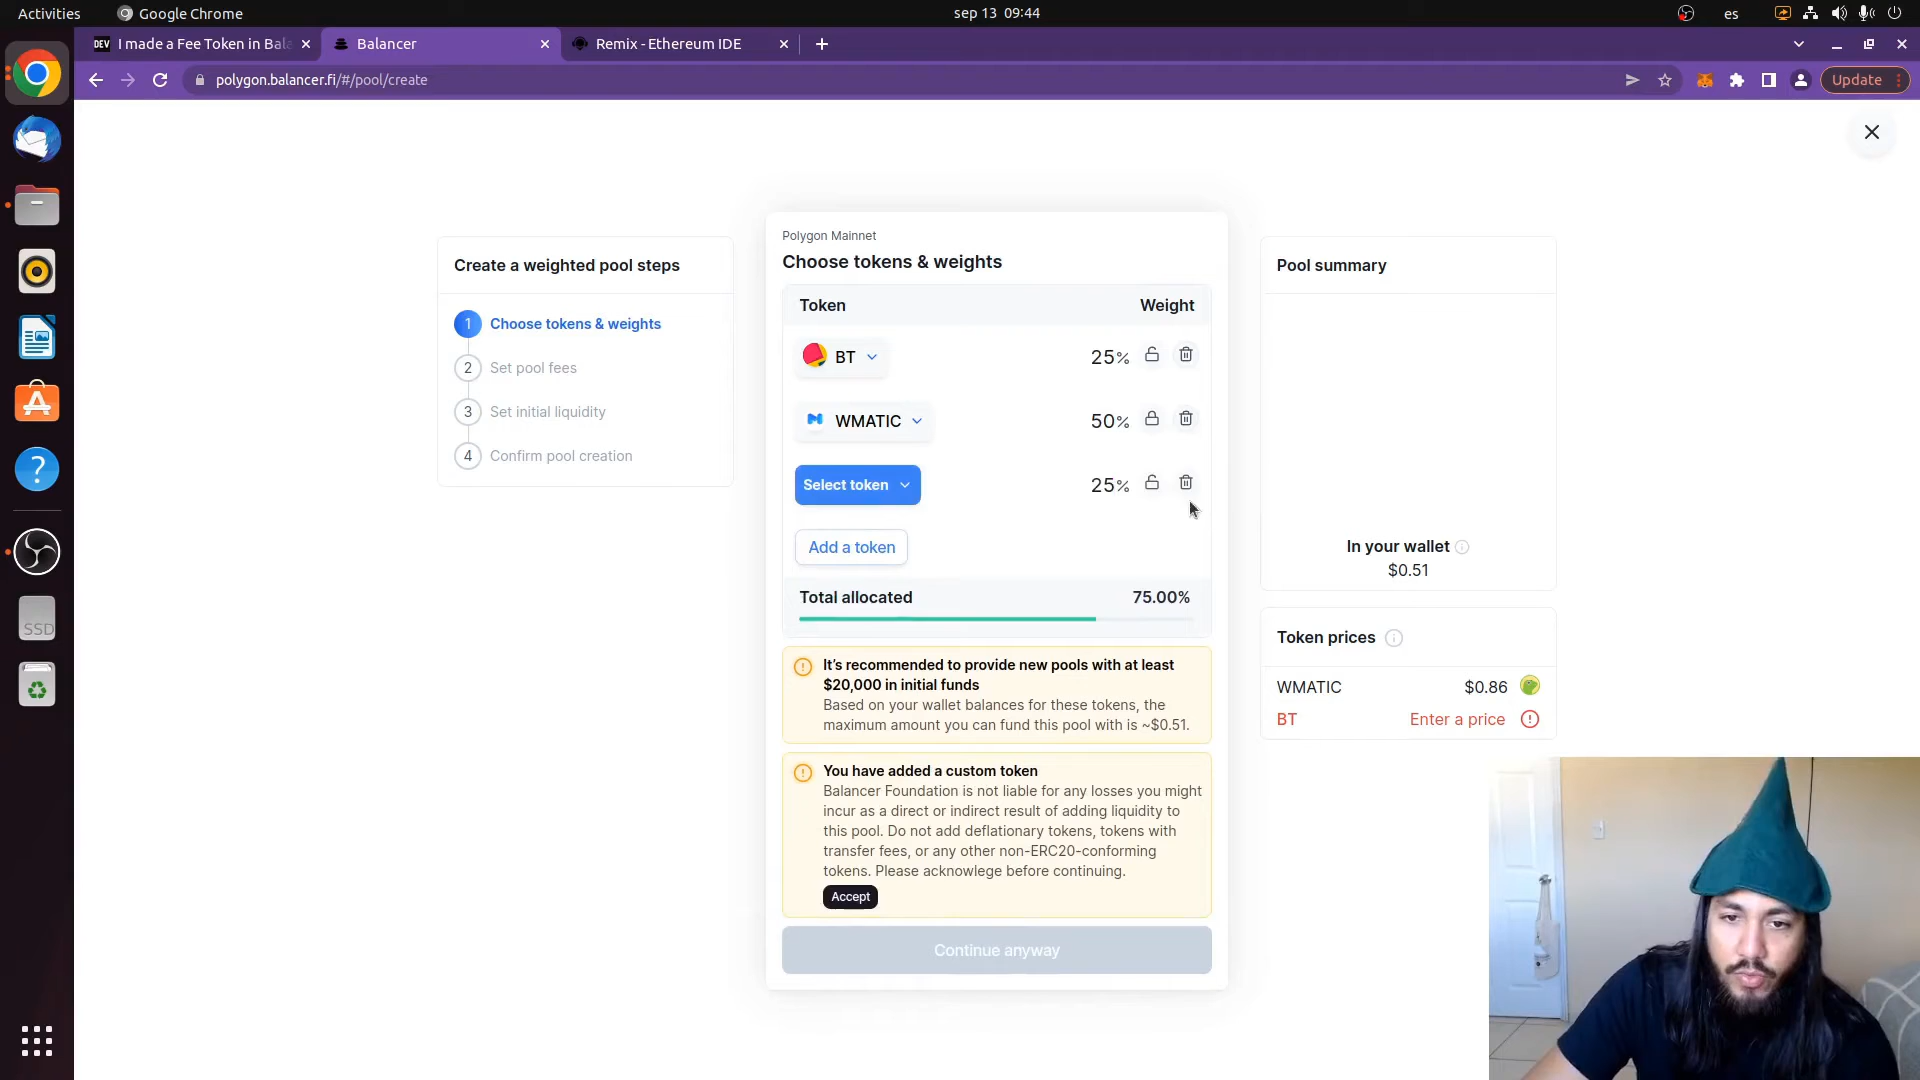 Activities
Google Chrome
sep 13 09:44
es
DEV
I made a Fee Token in Bala
Balancer
Remix - Ethereum IDE
polygon.balancer.fi/#/pool/create
Update
Create a weighted pool steps
1 Choose tokens & weights
2 Set pool fees
3 Set initial liquidity
4 Confirm pool creation
Polygon Mainnet
Choose tokens & weights
Token Weight
BT 25%
WMATIC 50%
Select token 25%
Add a token
Total allocated 75.00%
It's recommended to provide new pools with at least
$20,000 in initial funds
Based on your wallet balances for these tokens, the
maximum amount you can fund this pool with is ~$0.51.
You have added a custom token
Balancer Foundation is not liable for any losses you might
incur as a direct or indirect result of adding liquidity to
this pool. Do not add deflationary tokens, tokens with
transfer fees, or any other non-ERC20-conforming
tokens. Please acknowlege before continuing.
Accept
Continue anyway
Pool summary
In your wallet
$0.51
Token prices
WMATIC $0.86
BT Enter a price
SSD